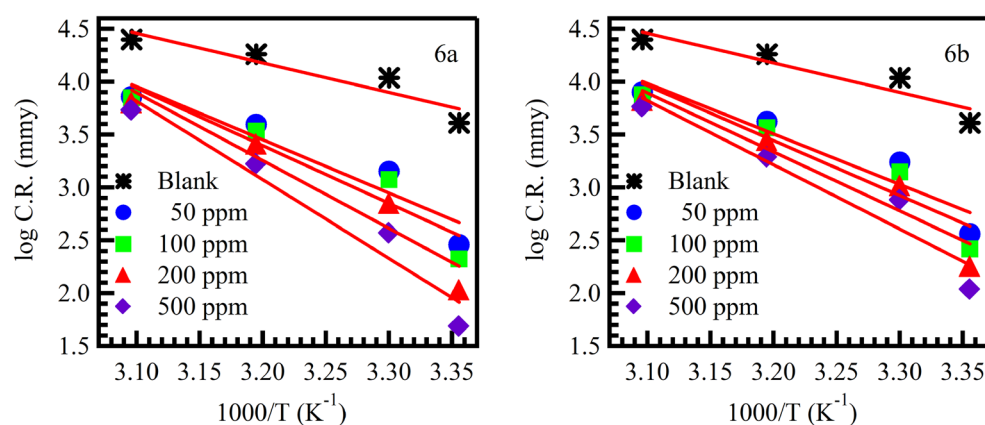 4.5
4.0
3.5
3.0
2.5
2.0
1.5
log C.R. (mmy)
6a
Blank
50 ppm
100 ppm
200 ppm
500 ppm
3.10
3.20
3.25
3.30
3.35
1000/T (K⁻¹)
4.5
4.0
3.5
3.0
2.5
2.0
1.5
log C.R. (mmy)
6b
Blank
50 ppm
100 ppm
200 ppm
500 ppm
3.10
3.20
3.25
3.30
3.35
1000/T (K⁻¹)